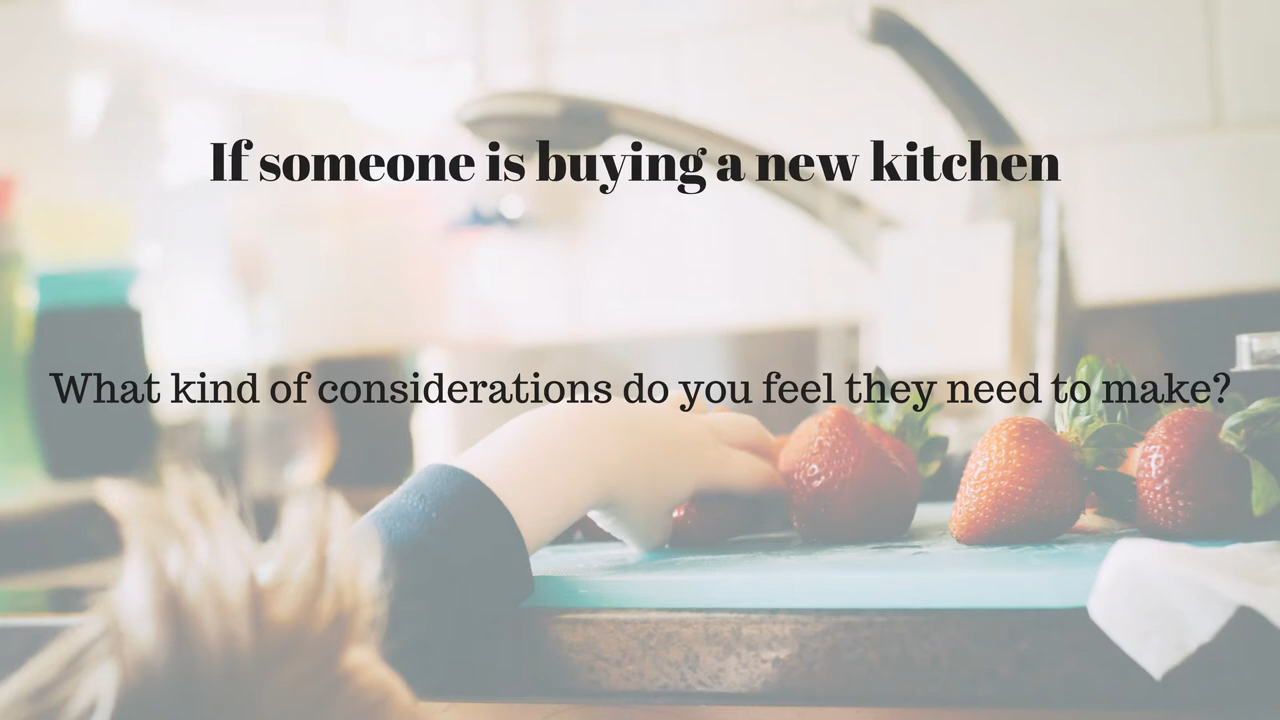 If someone is buying a new kitchen
What kind of considerations do you feel they need to make?